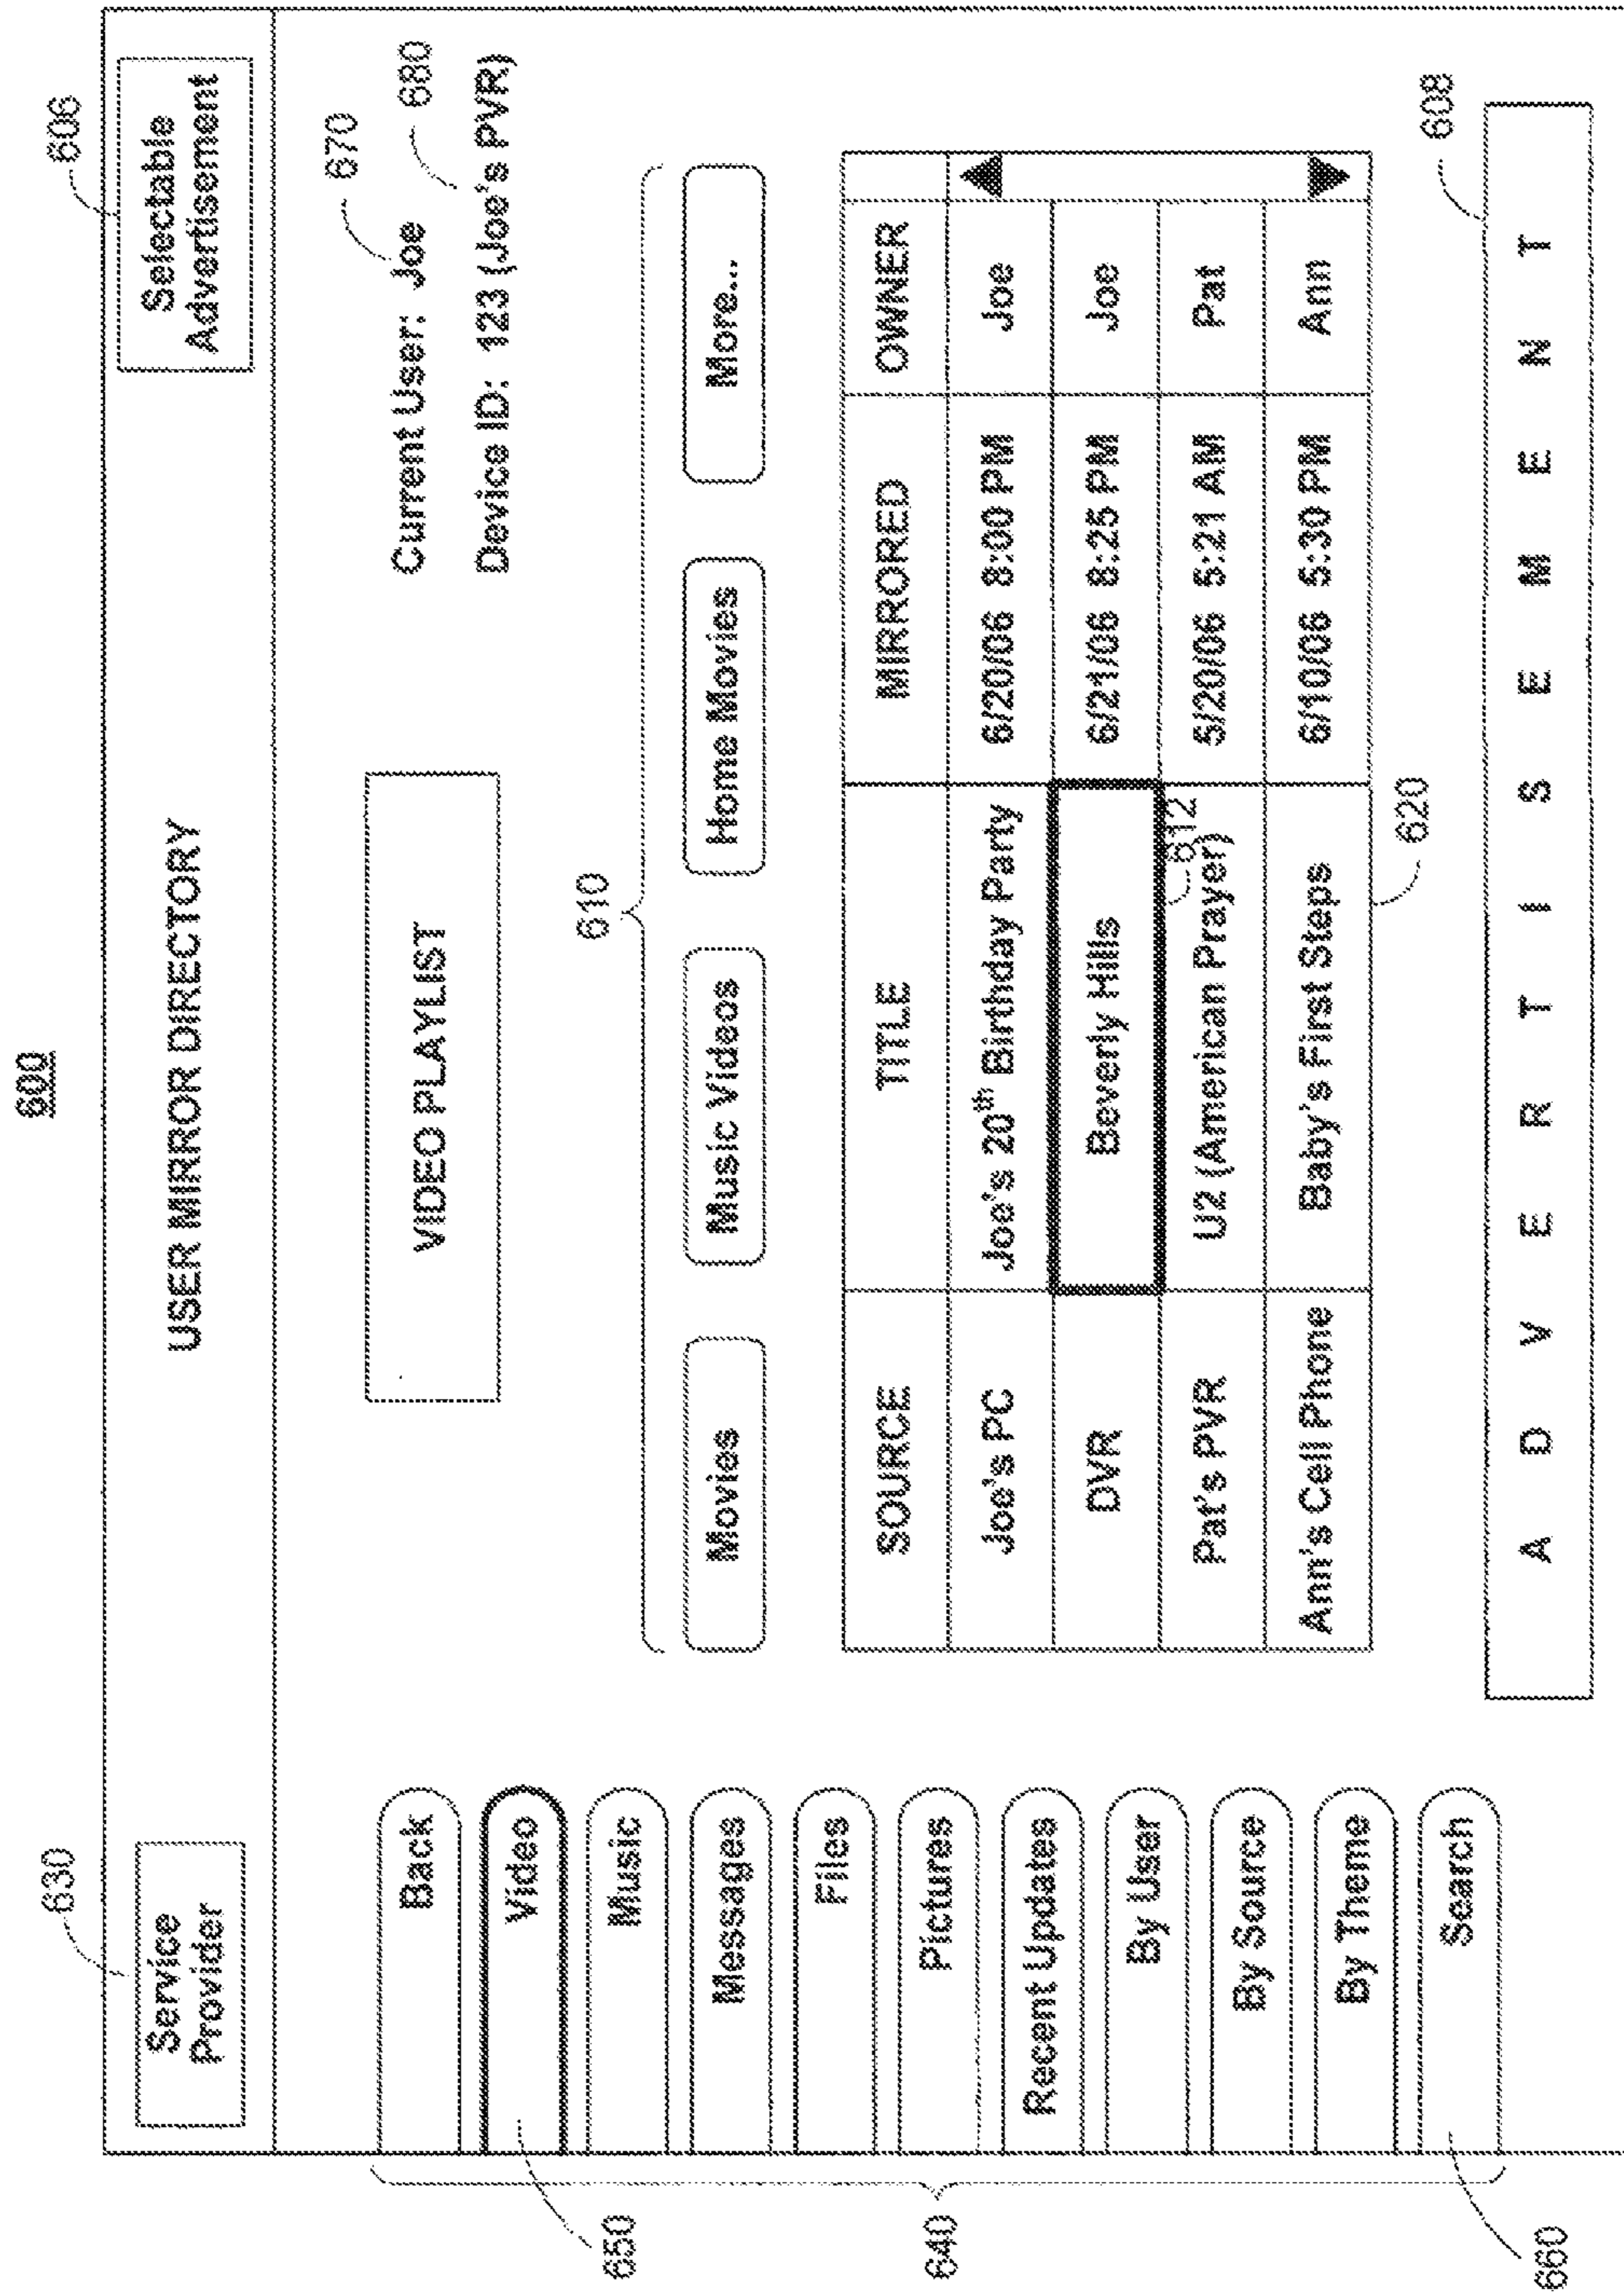 600
630
606
Service
Provider
USER MIRROR DIRECTORY
Selectable
Advertisement
670
Current User: Joe
680
Device ID: 123 (Joe's PVR)
VIDEO PLAYLIST
610
Movies
Music Videos
Home Movies
More...
Back
Video
Music
Messages
Files
Pictures
Recent Updates
By User
By Source
By Theme
Search
650
640
660
SOURCE TITLE MIRRORED OWNER
Joe's PC Joe's 20th Birthday Party 6/20/06 8:00 PM Joe
DVR Beverly Hills 6/21/06 8:25 PM Joe
612
Pat's PVR U2 (American Prayer) 5/20/06 5:21 AM Pat
Ann's Cell Phone Baby's First Steps 6/10/06 5:30 PM Ann
620
608
A D V E R T I S E M E N T